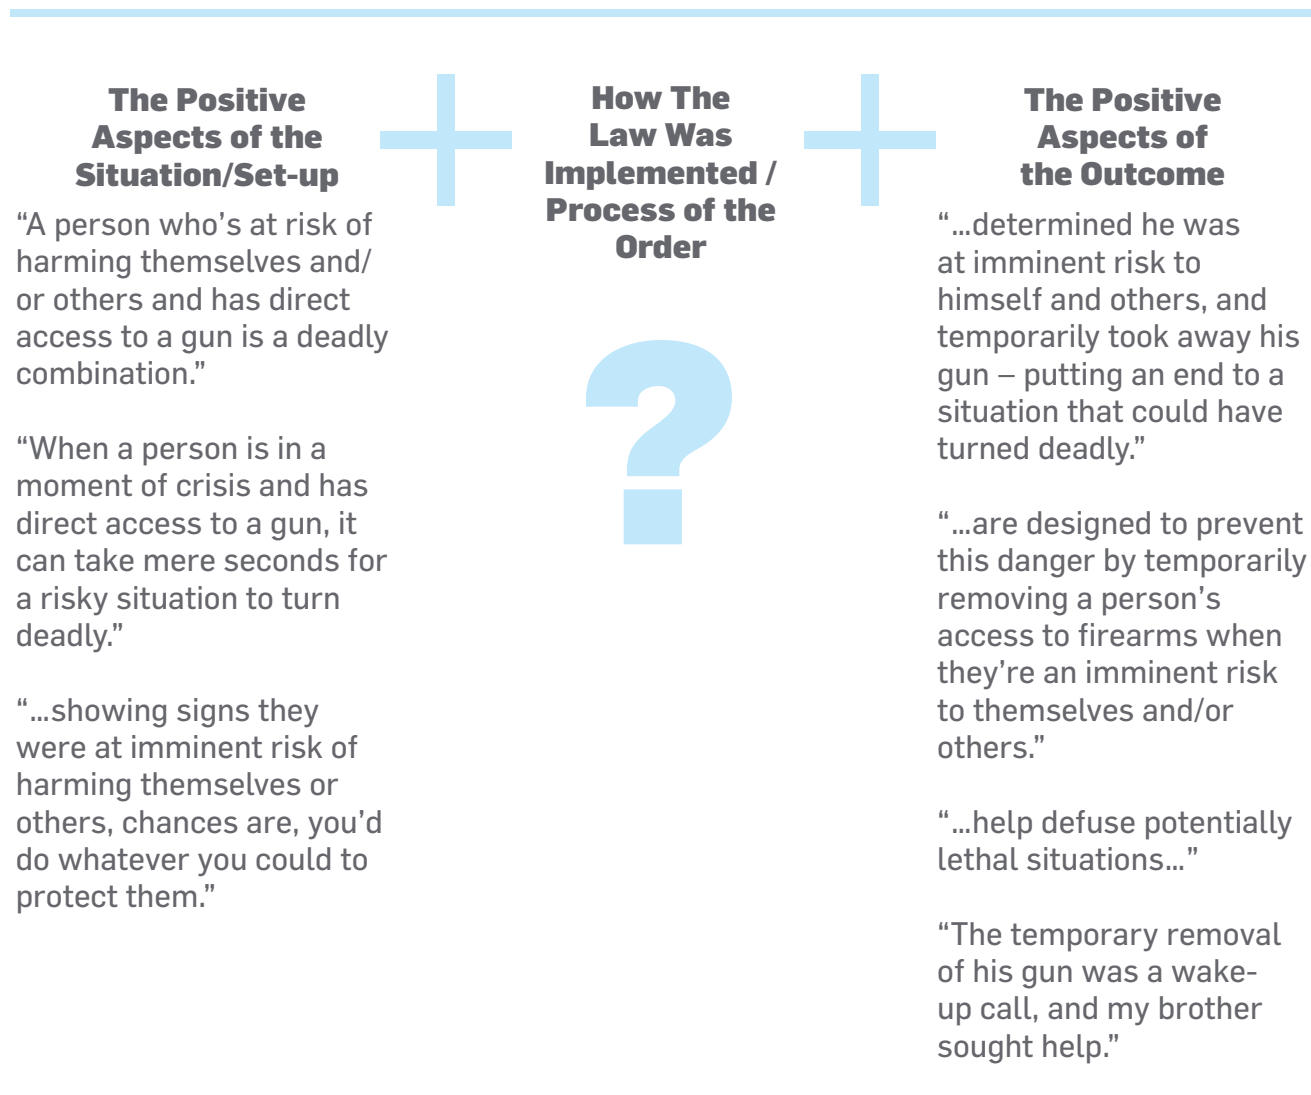 The Positive
Aspects of the
Situation/Set-up
“A person who’s at risk of
harming themselves and/
or others and has direct
access to a gun is a deadly
combination.”
“When a person is in a
moment of crisis and has
direct access to a gun, it
can take mere seconds for
a risky situation to turn
deadly.”
“…showing signs they
were at imminent risk of
harming themselves or
others, chances are, you’d
do whatever you could to
protect them.”
How The
Law Was
Implemented /
Process of the
Order
?
The Positive
Aspects of
the Outcome
“…determined he was
at imminent risk to
himself and others, and
temporarily took away his
gun – putting an end to a
situation that could have
turned deadly.”
“…are designed to prevent
this danger by temporarily
removing a person’s
access to firearms when
they’re an imminent risk
to themselves and/or
others.”
“…help defuse potentially
lethal situations…”
“The temporary removal
of his gun was a wake-
up call, and my brother
sought help.”